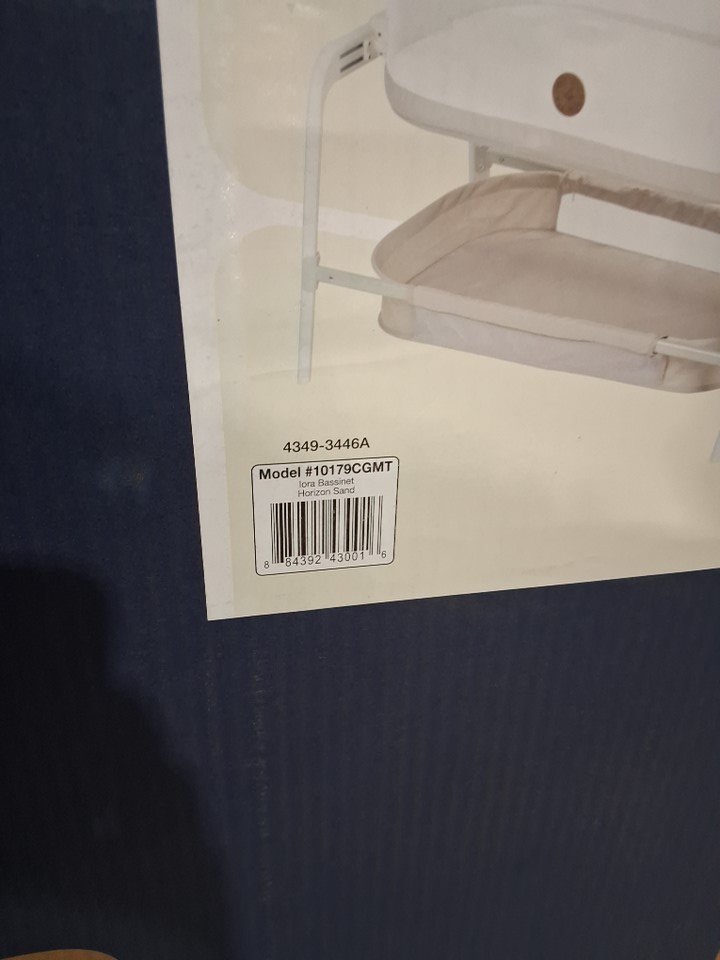 4349-3446A
Model #10179CGMT
Iora Bassinet
Horizon Sand
8 84392 43001 6